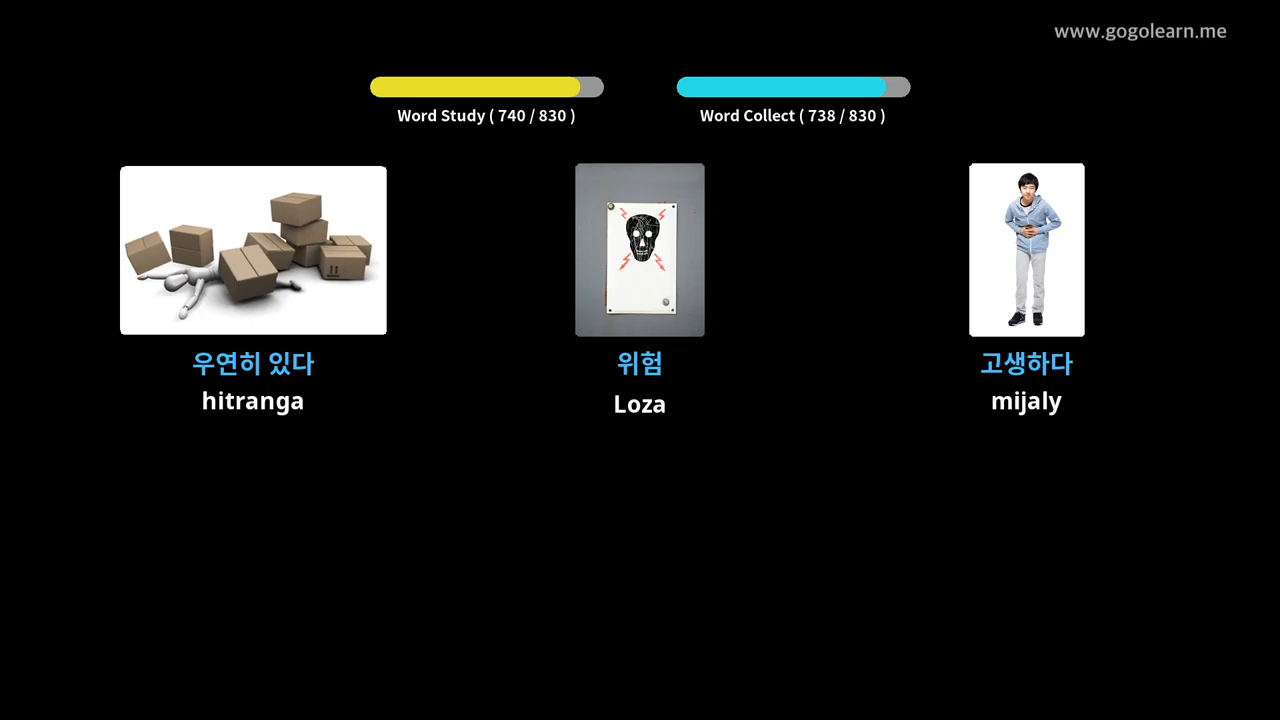 www.gogolearn.me
Word Study ( 740 / 830 )
Word Collect ( 738 / 830 )
우연히 있다
위험
고생하다
hitranga
Loza
mijaly